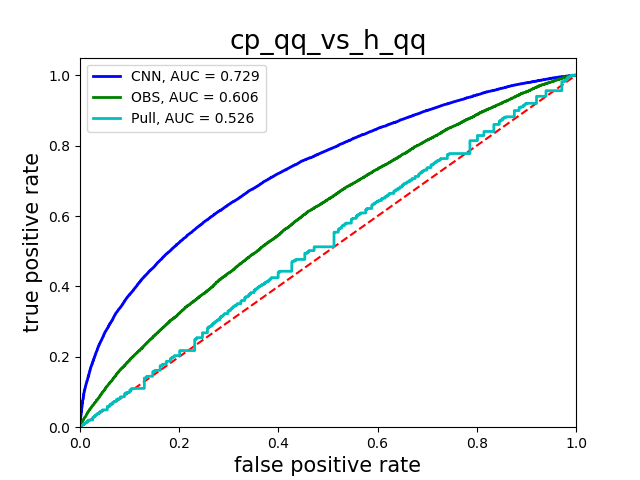 cp_qq_vs_h_qq
CNN, AUC = 0.729
OBS, AUC = 0.606
Pull, AUC = 0.526
true positive rate
1.0
0.8
0.6
0.4
0.2
0.0
0.0 0.2 0.4 0.6 0.8 1.0
false positive rate